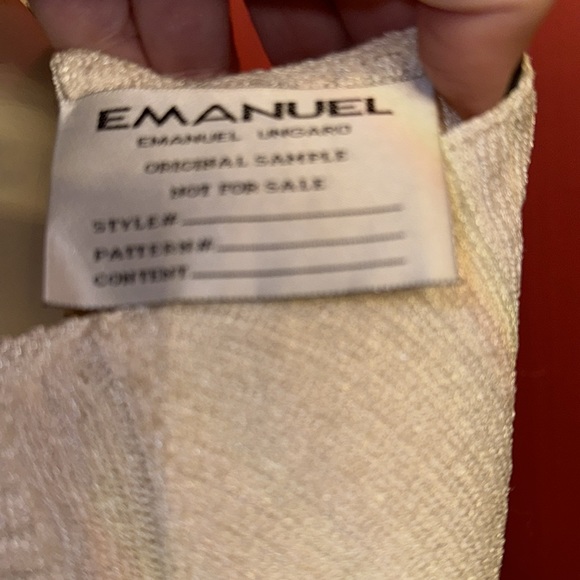 EMANUEL
EMANUEL UNGARO
ORIGINAL SAMPLE
NOT FOR SALE
STYLE#
PATTERN#
CONTENT